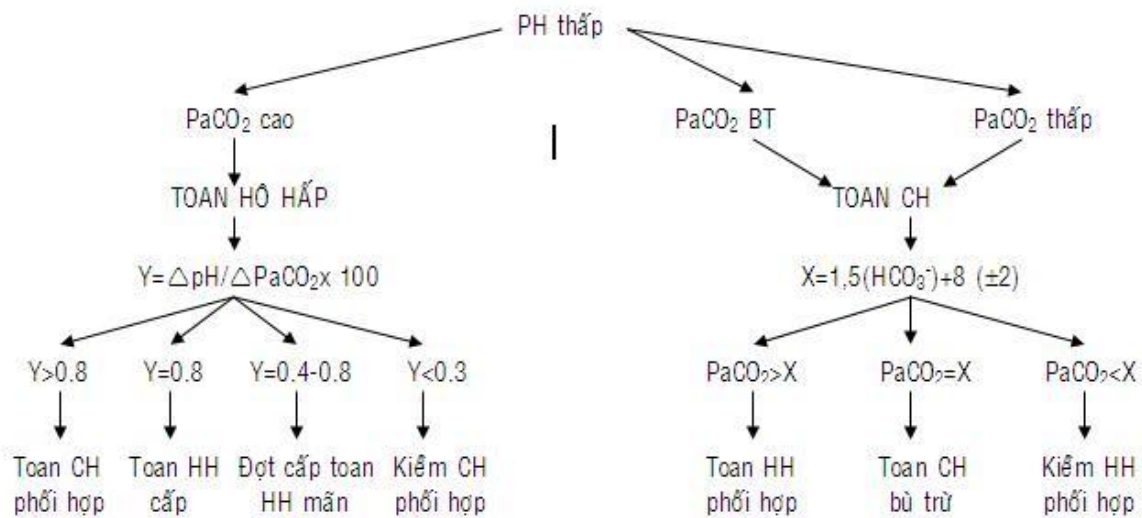 PH thấp
PaCO₂ cao
PaCO₂ BT
PaCO₂ thấp
TOAN HÔ HẤP
TOAN CH
Y=△pH/△PaCO₂x 100
X=1,5(HCO₃⁻)+8 (±2)
Y>0.8
Y=0.8
Y=0.4-0.8
Y<0.3
PaCO₂>X
PaCO₂=X
PaCO₂<X
Toan CH
phối hợp
Toan HH
cấp
Đợt cấp toan
HH mãn
Kiềm CH
phối hợp
Toan HH
phối hợp
Toan CH
bù trừ
Kiềm HH
phối hợp